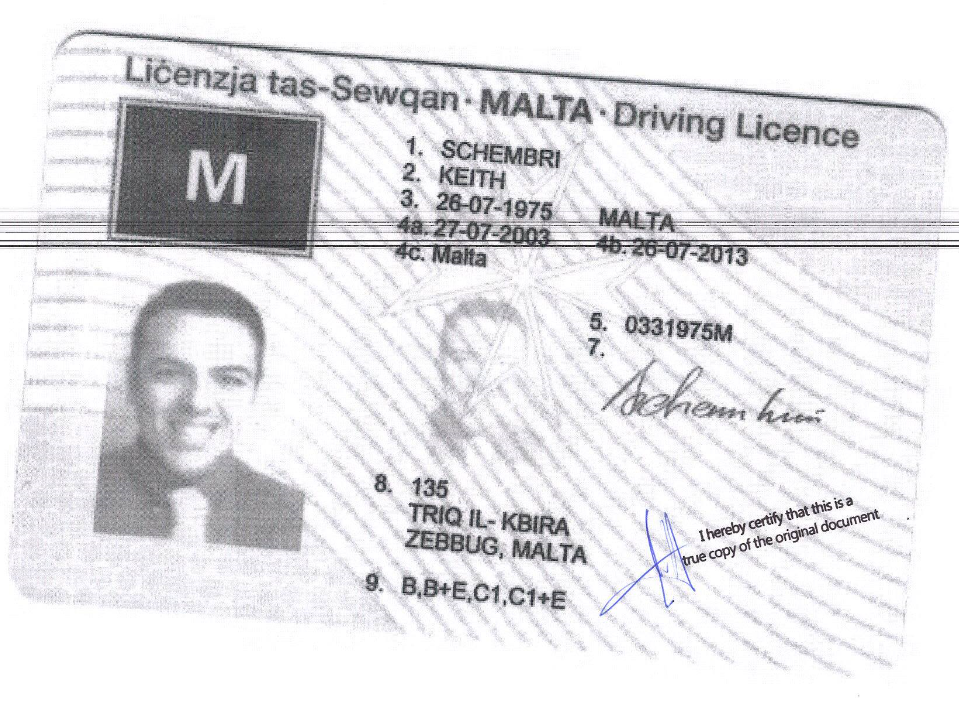 Liċenzja tas-Sewqan · MALTA · Driving Licence
M
1. SCHEMBRI
2. KEITH
3. 26-07-1975 MALTA
4a. 27-07-2003 4b. 26-07-2013
4c. Malta
5. 0331975M
7.
8. 135
TRIQ IL- KBIRA
ZEBBUG, MALTA
9. B,B+E,C1,C1+E
I hereby certify that this is a
true copy of the original document